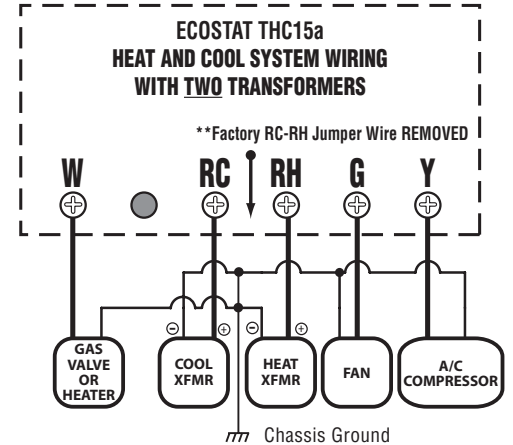 ECOSTAT THC15a
HEAT AND COOL SYSTEM WIRING
WITH TWO TRANSFORMERS
**Factory RC-RH Jumper Wire REMOVED
W RC RH G Y
GAS
VALVE
OR
HEATER
COOL
XFMR
HEAT
XFMR
FAN
A/C
COMPRESSOR
Chassis Ground